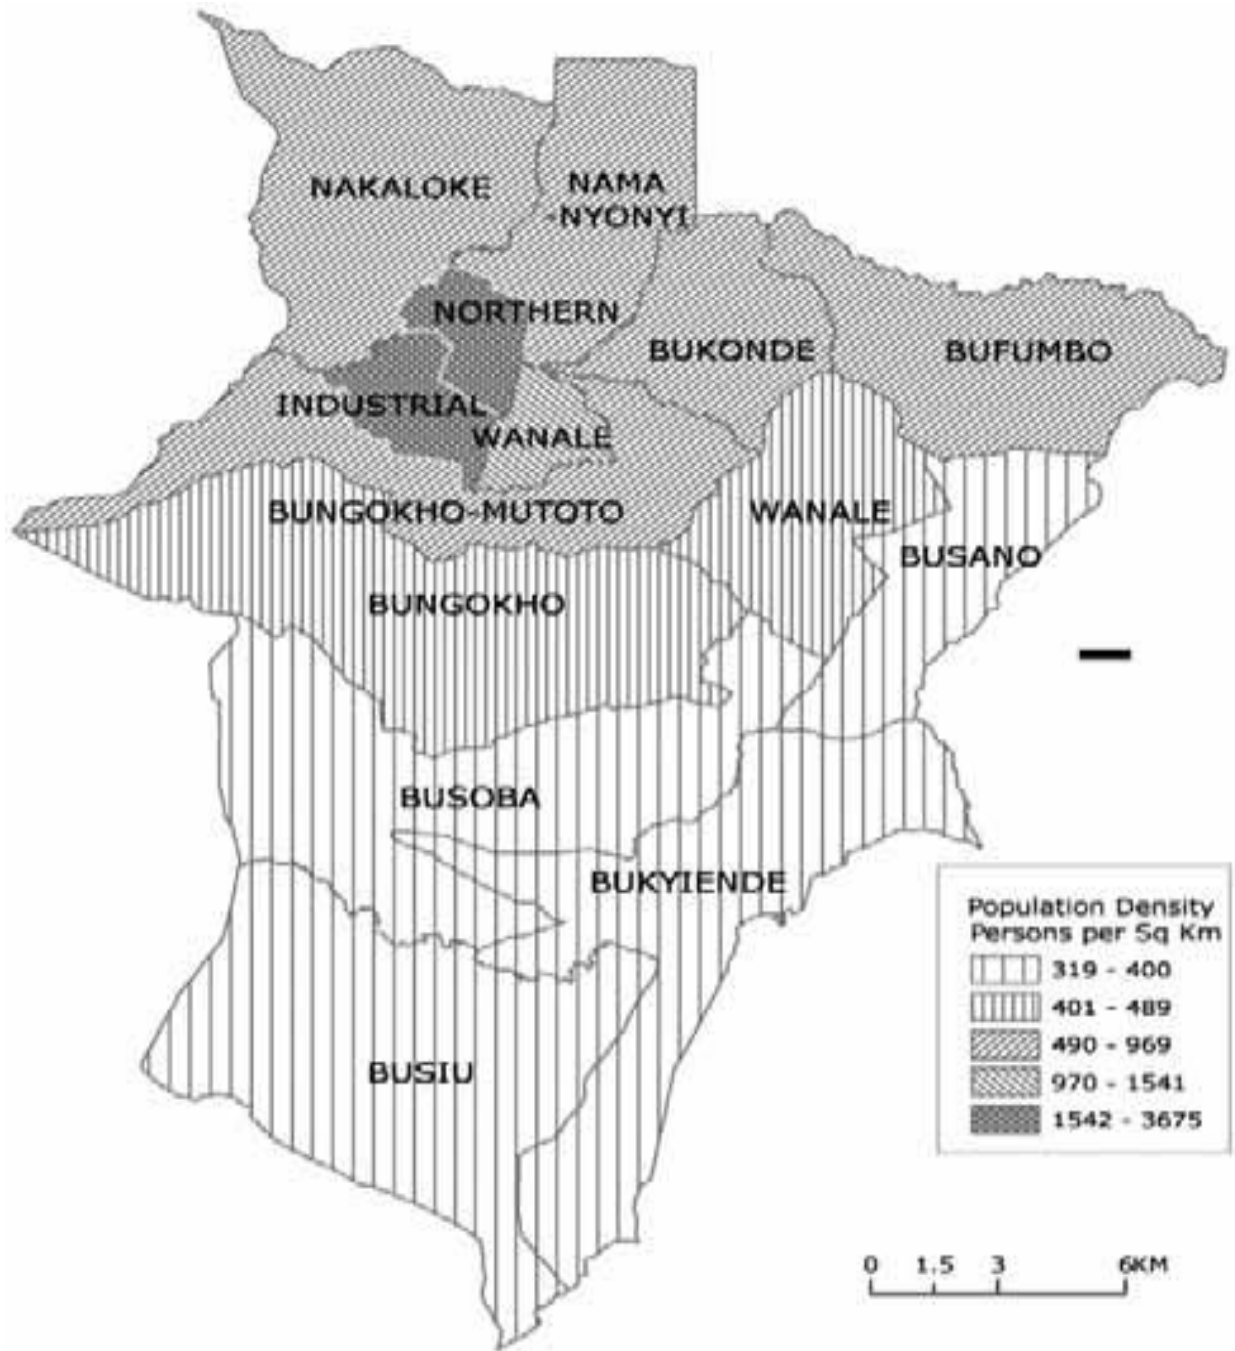 NAKALOKE
NAMA
-NYONYI
NORTHERN
BUKONDE
BUFUMBO
INDUSTRIAL
WANALE
BUNGOKHO-MUTOTO
WANALE
BUSANO
BUNGOKHO
BUSOBA
BUKYIENDE
BUSIU
Population Density
Persons per Sq Km
319 - 400
401 - 489
490 - 969
970 - 1541
1542 - 3675
0 1.5 3 6KM